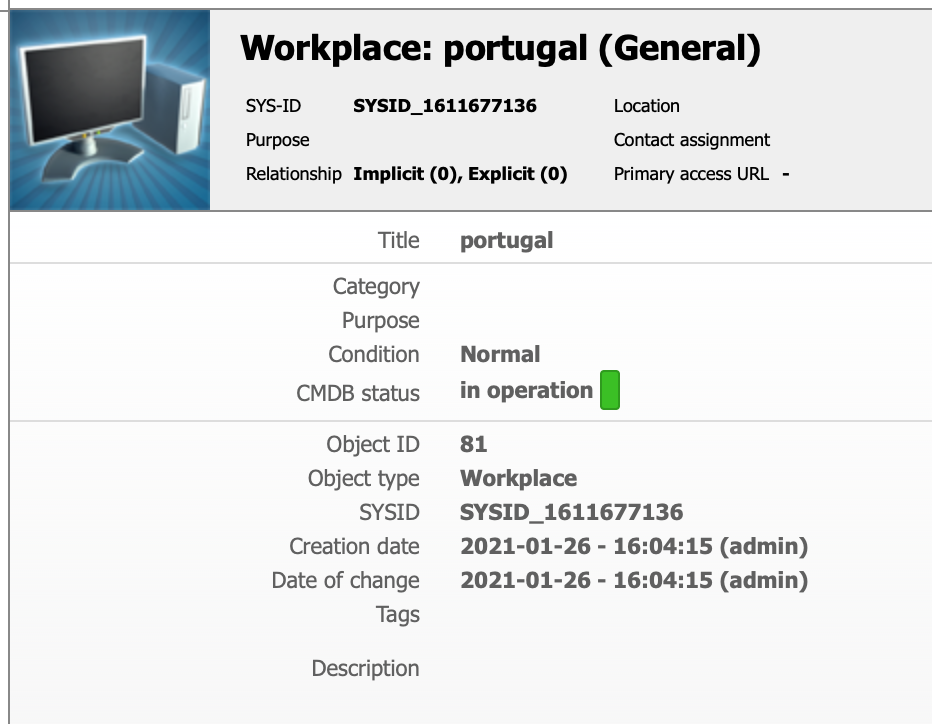 Workplace: portugal (General)
SYS-ID SYSID_1611677136 Location
Purpose Contact assignment
Relationship Implicit (0), Explicit (0) Primary access URL -
Title portugal
Category
Purpose
Condition Normal
CMDB status in operation
Object ID 81
Object type Workplace
SYSID SYSID_1611677136
Creation date 2021-01-26 - 16:04:15 (admin)
Date of change 2021-01-26 - 16:04:15 (admin)
Tags
Description